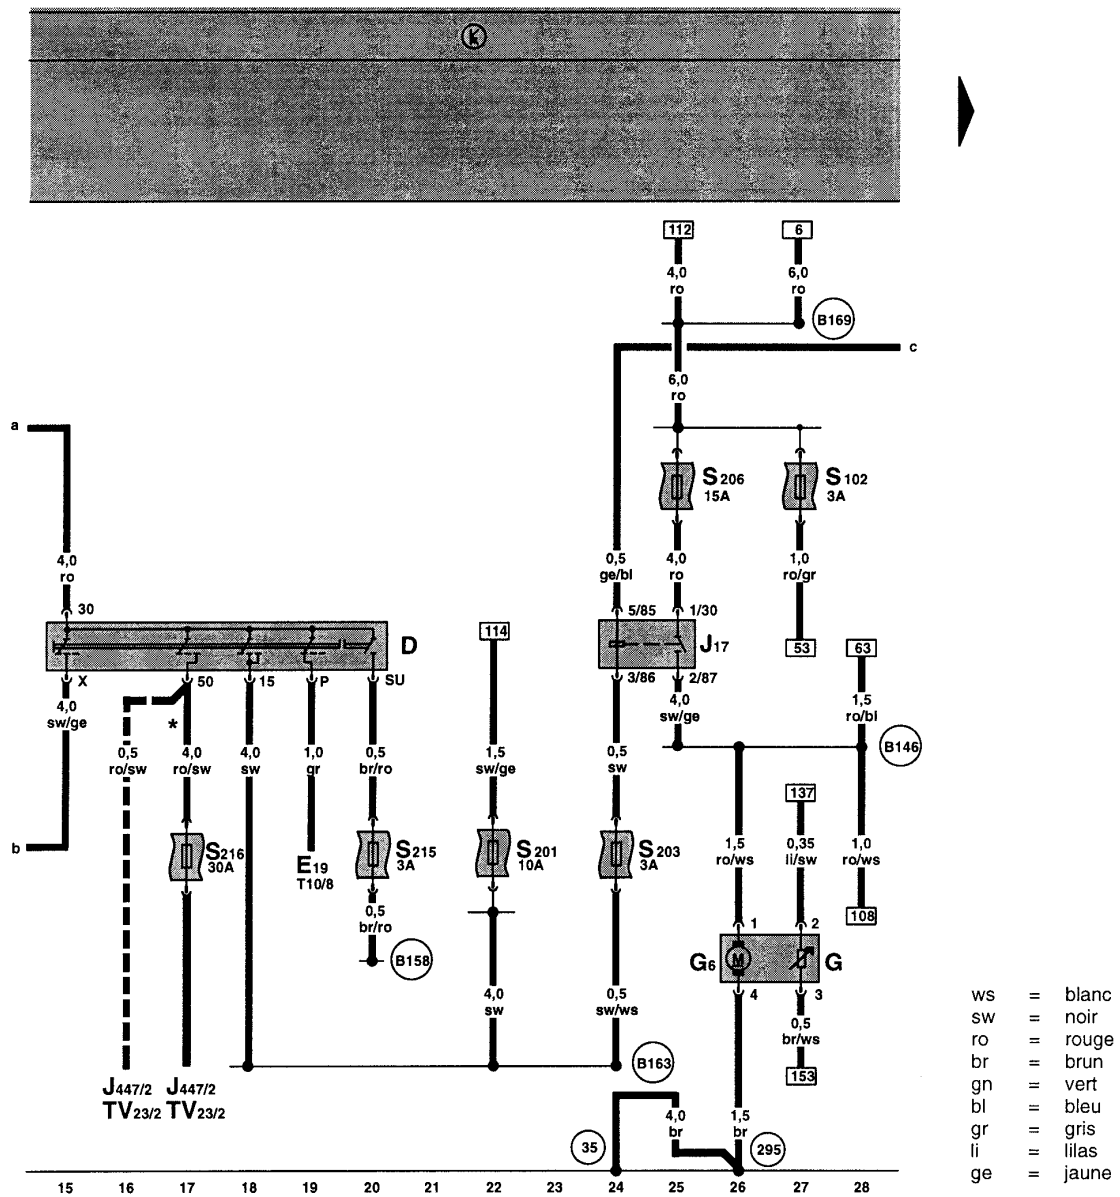 K
112 6
4,0 6,0
ro ro
B169
c
6,0
ro
a
S206 S102
15A 3A
4,0 0,5 4,0 1,0
ro ge/bl ro ro/gr
30 5/85 1/30
D 114 J17 53 63
X 50 15 P SU 3/86 2/87
4,0 4,0 1,5
sw/ge sw/ge ro/bl
*
B146
0,5 4,0 4,0 1,0 0,5 1,5 0,5
ro/sw ro/sw sw gr br/ro sw/ge sw
137
b
S216 S215 S201 S203 1,5 0,35 1,0
30A 3A 10A 3A ro/ws li/sw ro/ws
E19
T10/8
0,5 108
br/ro 1 2
B158
G6 M G
4,0 0,5 4 3
sw sw/ws 0,5
br/ws
B163 153
J447/2 J447/2
TV23/2 TV23/2
4,0 1,5
br br
35 295
15 16 17 18 19 20 21 22 23 24 25 26 27 28
ws = blanc
sw = noir
ro = rouge
br = brun
gn = vert
bl = bleu
gr = gris
li = lilas
ge = jaune